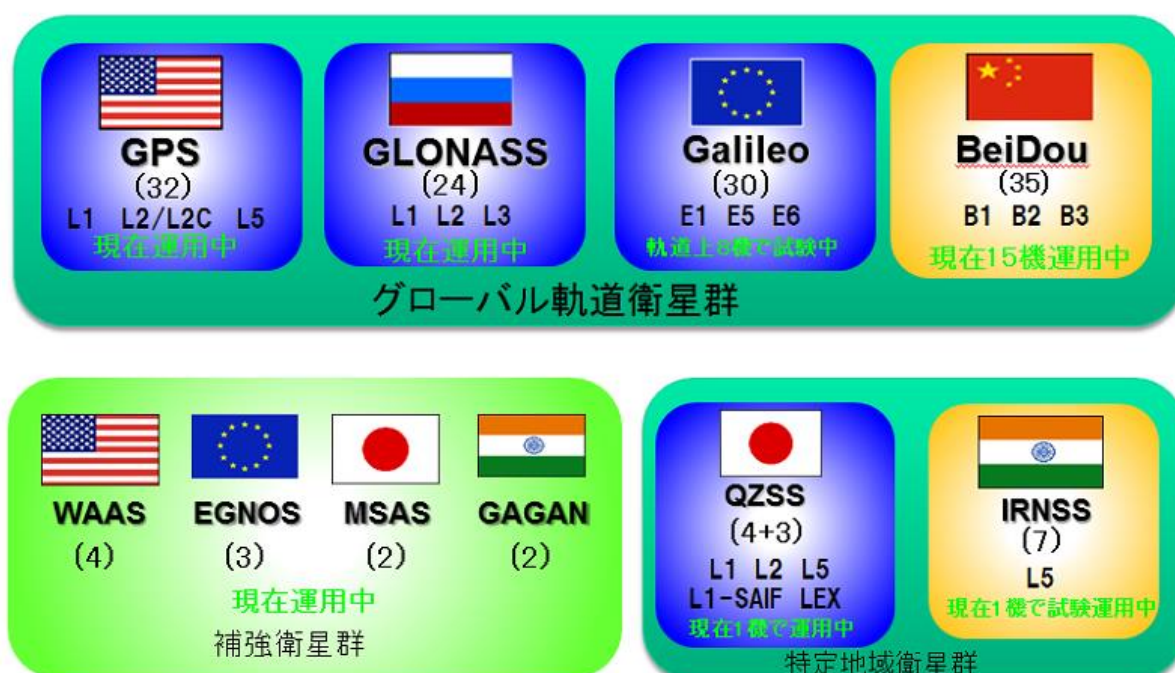 GPS
(32)
L1 L2/L2C L5
現在運用中
GLONASS
(24)
L1 L2 L3
現在運用中
Galileo
(30)
E1 E5 E6
軌道上8機で試験中
BeiDou
(35)
B1 B2 B3
現在15機運用中
グローバル軌道衛星群
WAAS
(4)
EGNOS
(3)
MSAS
(2)
GAGAN
(2)
現在運用中
補強衛星群
QZSS
(4+3)
L1 L2 L5
L1-SAIF LEX
現在1機で運用中
IRNSS
(7)
L5
現在1機で試験運用中
特定地域衛星群